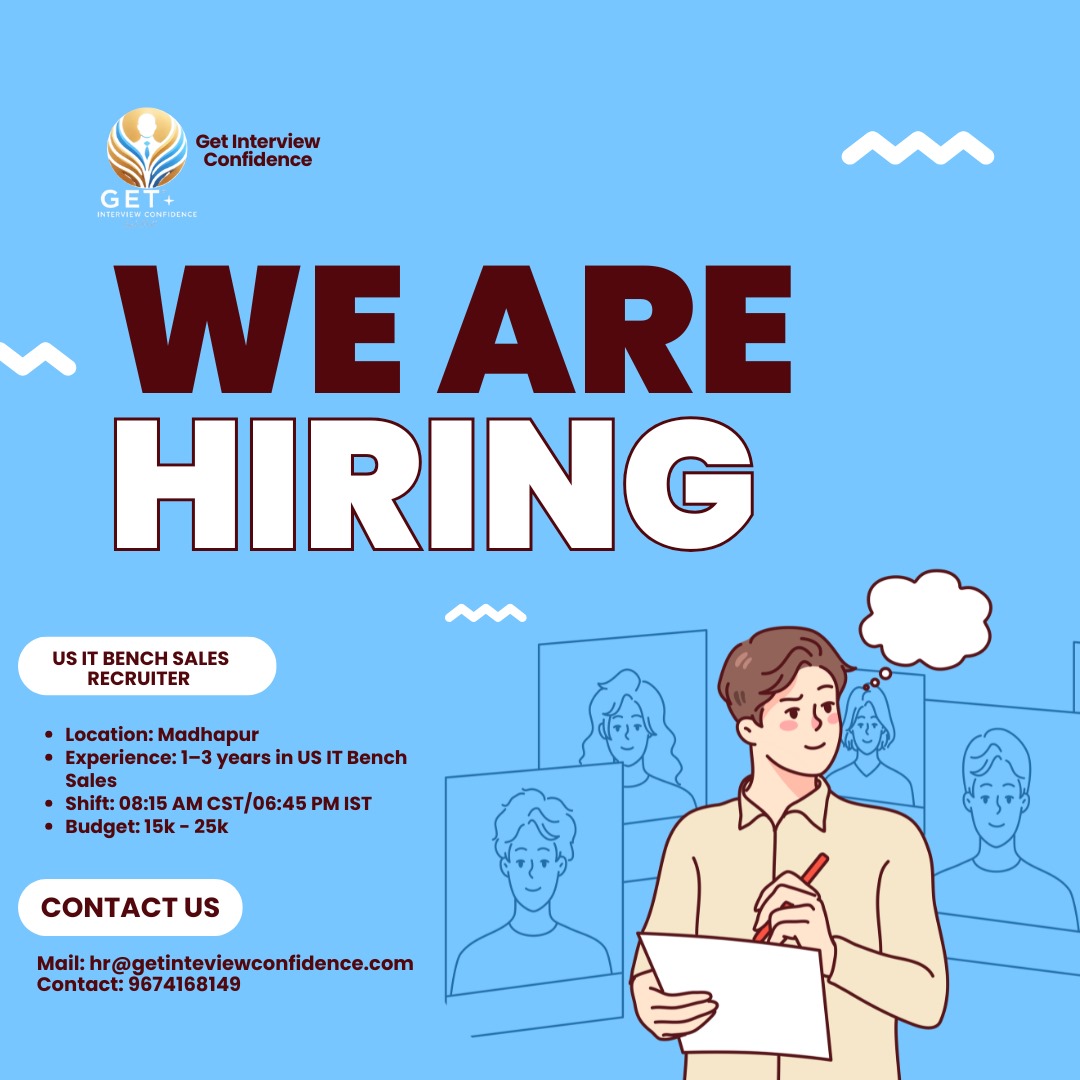 Get Interview
Confidence
GET
INTERVIEW CONFIDENCE
WE ARE
HIRING
US IT BENCH SALES
RECRUITER
• Location: Madhapur
• Experience: 1–3 years in US IT Bench
Sales
• Shift: 08:15 AM CST/06:45 PM IST
• Budget: 15k - 25k
CONTACT US
Mail: hr@getinteviewconfidence.com
Contact: 9674168149